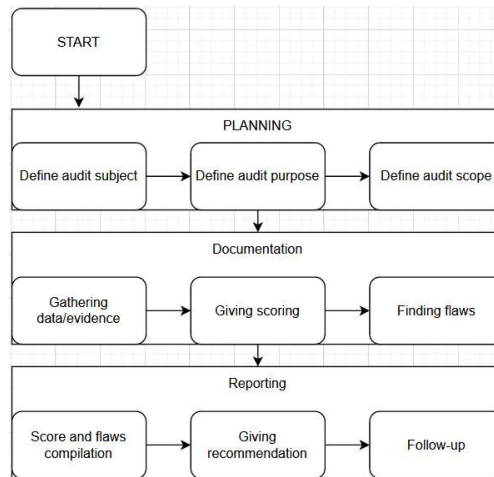 START
PLANNING
Define audit subject
Define audit purpose
Define audit scope
Documentation
Gathering
data/evidence
Giving scoring
Finding flaws
Reporting
Score and flaws
compilation
Giving
recommendation
Follow-up